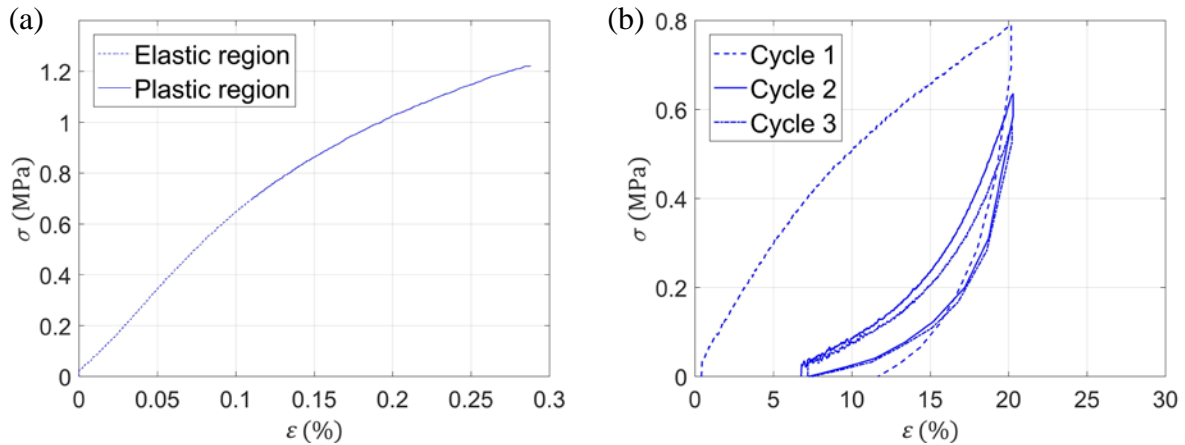 (a)
Elastic region
Plastic region
σ (MPa)
1.2
1
0.8
0.6
0.4
0.2
0
0 0.05 0.1 0.15 0.2 0.25 0.3
ε (%)
(b)
Cycle 1
Cycle 2
Cycle 3
σ (MPa)
0.8
0.6
0.4
0.2
0
0 5 10 15 20 25 30
ε (%)